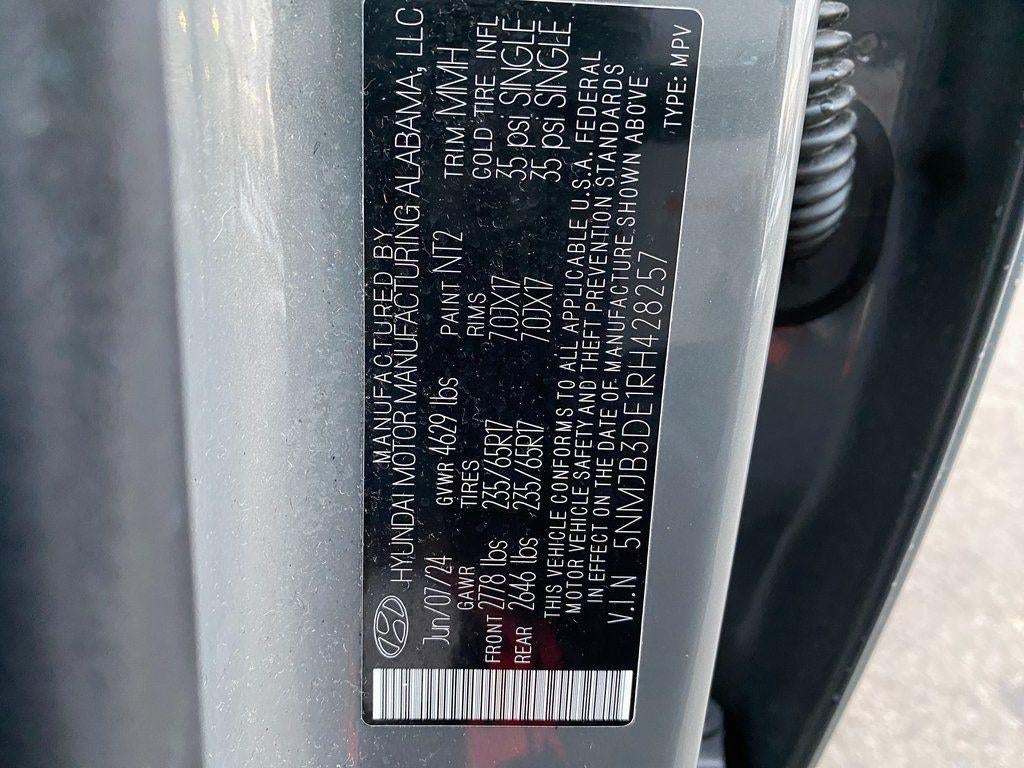 MANUFACTURED BY
HYUNDAI MOTOR MANUFACTURING ALABAMA, LLC
Jun/07/24 GVWR 4629 lbs PAINT NT2 TRIM MMH
GAWR TIRES RIMS COLD TIRE. INFL
FRONT 2778 lbs 235/65R17 7.0JX17 35 psi SINGLE
REAR 2646 lbs 235/65R17 7.0JX17 35 psi SINGLE
THIS VEHICLE CONFORMS TO ALL APPLICABLE U.S.A. FEDERAL
MOTOR VEHICLE SAFETY AND THEFT PREVENTION STANDARDS
IN EFFECT ON THE DATE OF MANUFACTURE SHOWN ABOVE
V.I.N 5NMJB3DE1RH428257 TYPE: MPV